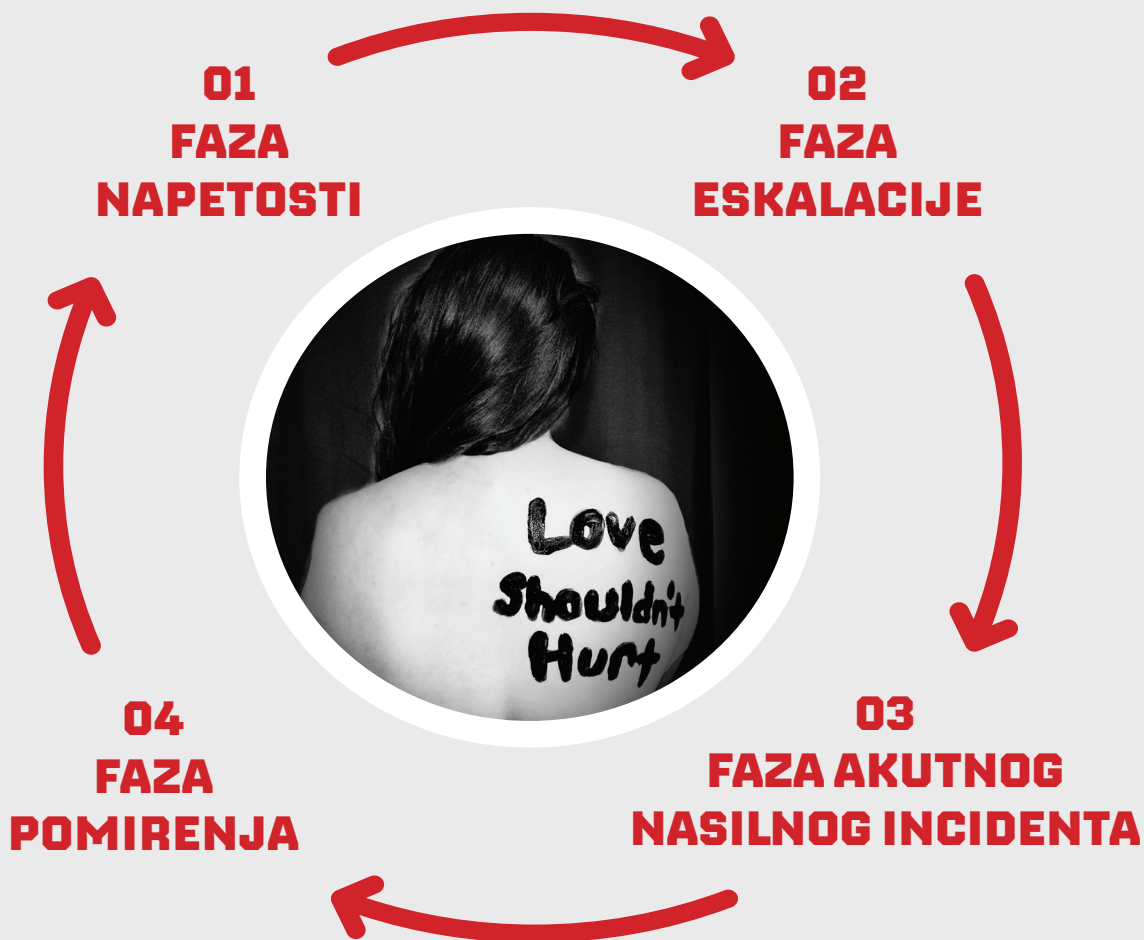 01
FAZA
NAPETOSTI
02
FAZA
ESKALACIJE
Love
Shouldn't
Hurt
03
FAZA AKUTNOG
NASILNOG INCIDENTA
04
FAZA
POMIRENJA